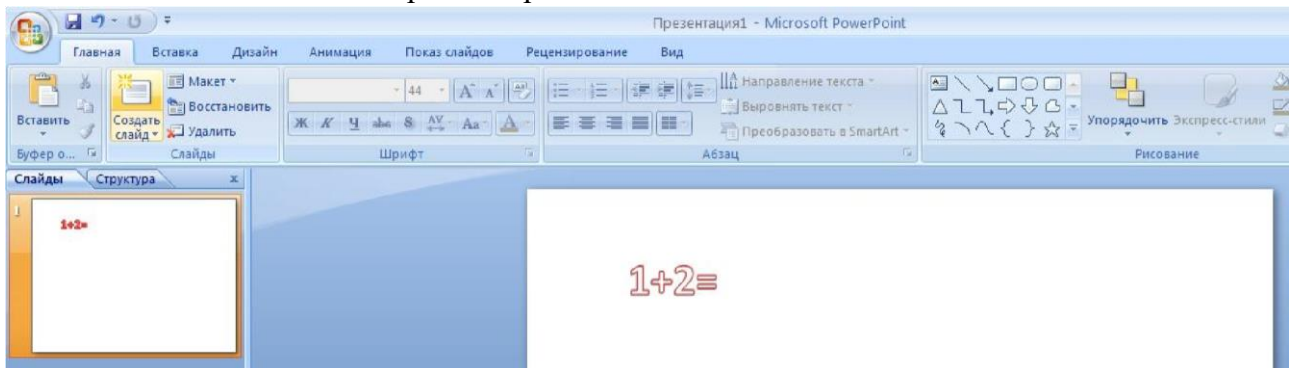 Презентация1 - Microsoft PowerPoint
Главная Вставка Дизайн Анимация Показ слайдов Рецензирование Вид
Вставить
Создать слайд
Макет
Восстановить
Удалить
44
Ж К Ч abc S AV Aa A
Направление текста
Выровнять текст
Преобразовать в SmartArt
Упорядочить Экспресс-стили
Буфер о... Слайды Шрифт Абзац Рисование
Слайды Структура x
1
1+2=
1+2=